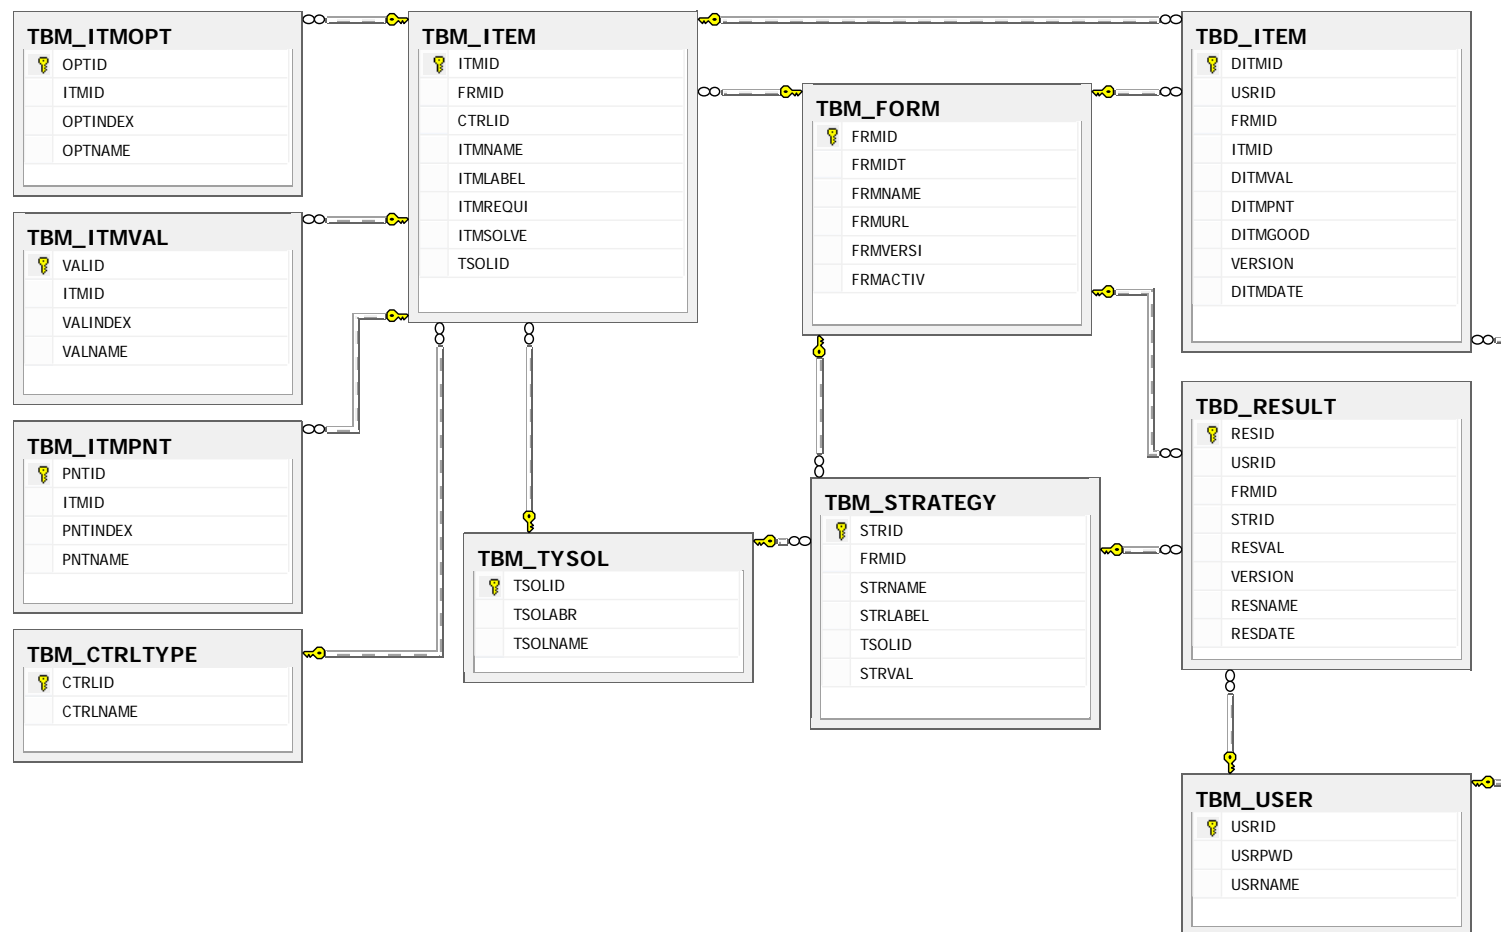 TBM_ITMOPT
OPTID
ITMID
OPTINDEX
OPTNAME
TBM_ITMVAL
VALID
ITMID
VALINDEX
VALNAME
TBM_ITMPNT
PNTID
ITMID
PNTINDEX
PNTNAME
TBM_CTRLTYPE
CTRLID
CTRLNAME
TBM_ITEM
ITMID
FRMID
CTRLID
ITMNAME
ITMLABEL
ITMREQUI
ITMSOLVE
TSOLID
TBM_TYSOL
TSOLID
TSOLABR
TSOLNAME
TBM_FORM
FRMID
FRMIDT
FRMNAME
FRMURL
FRMVERSI
FRMACTIV
TBM_STRATEGY
STRID
FRMID
STRNAME
STRLABEL
TSOLID
STRVAL
TBD_ITEM
DITMID
USRID
FRMID
ITMID
DITMVAL
DITMPNT
DITMGOOD
VERSION
DITMDATE
TBD_RESULT
RESID
USRID
FRMID
STRID
RESVAL
VERSION
RESNAME
RESDATE
TBM_USER
USRID
USRPWD
USRNAME